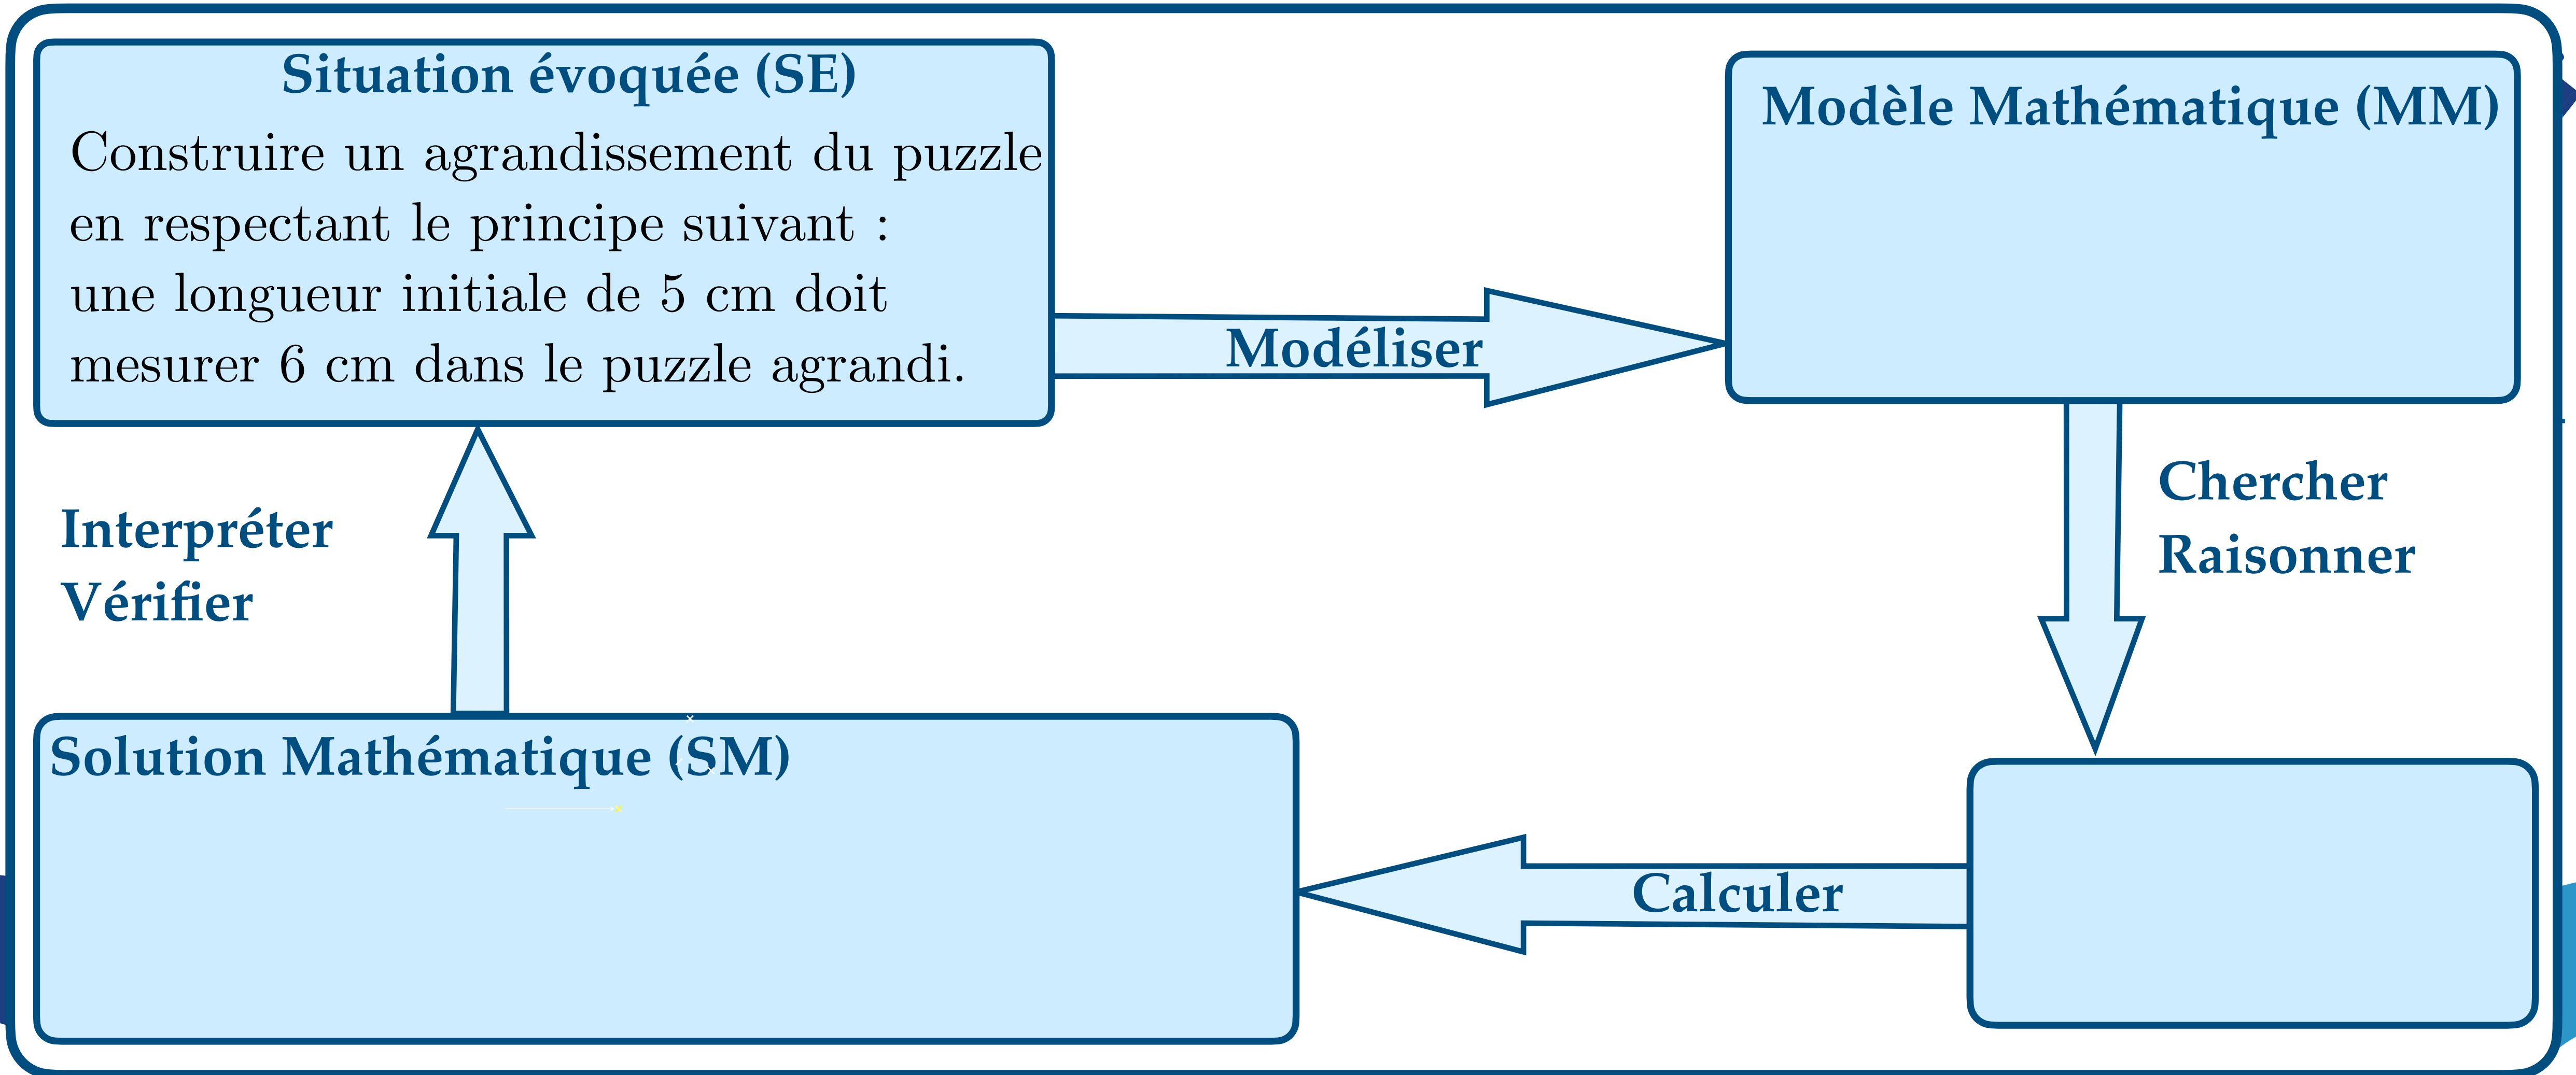 Situation évoquée (SE)
Construire un agrandissement du puzzle
en respectant le principe suivant :
une longueur initiale de 5 cm doit
mesurer 6 cm dans le puzzle agrandi.
Modéliser
Modèle Mathématique (MM)
Chercher
Raisonner
Calculer
Solution Mathématique (SM)
Interpréter
Vérifier